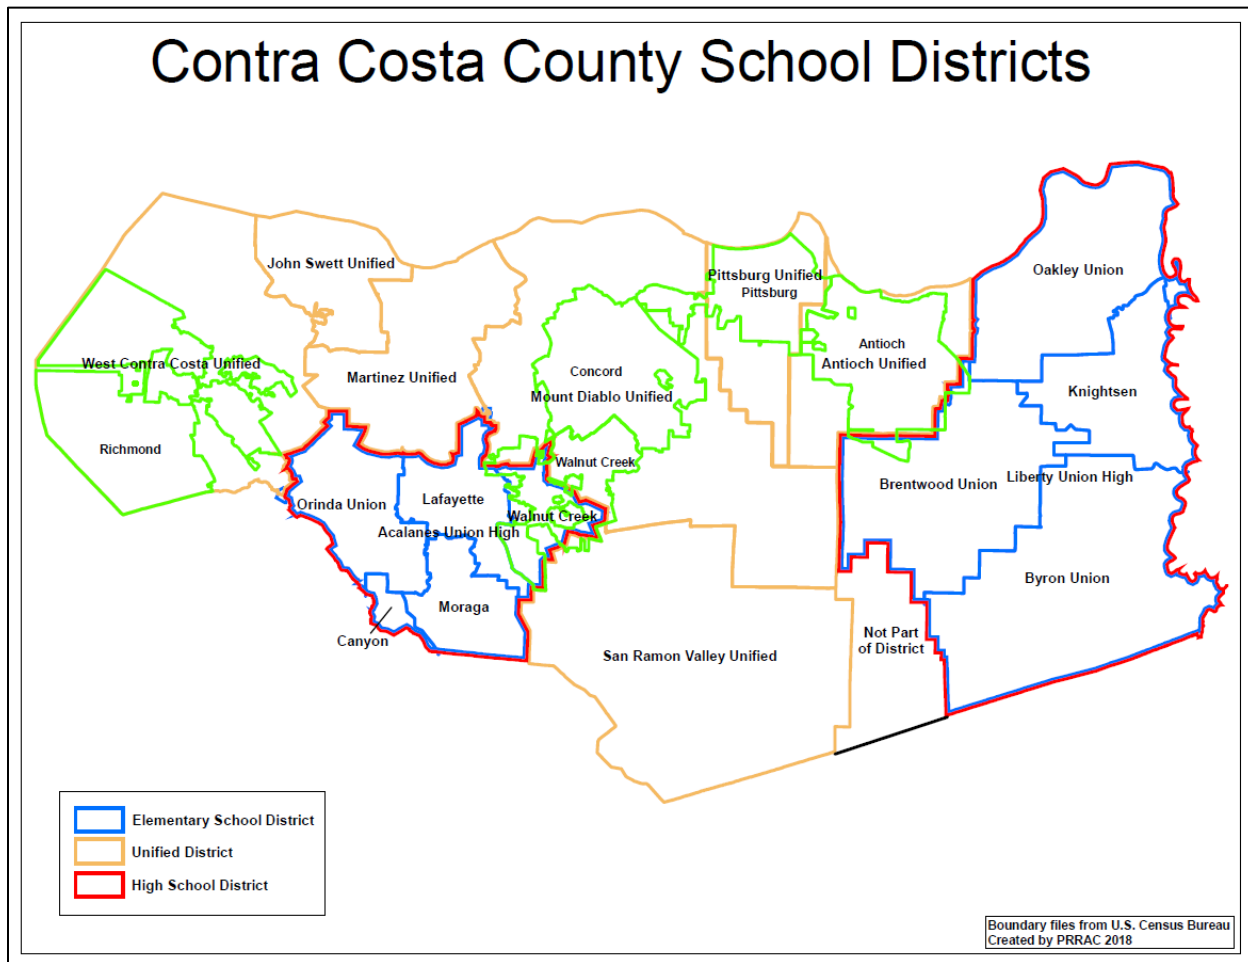 Contra Costa County School Districts
John Swett Unified
Oakley Union
Pittsburg Unified
Pittsburg
Antioch
Antioch Unified
West Contra Costa Unified
Martinez Unified
Concord
Mount Diablo Unified
Knightsen
Richmond
Walnut Creek
Orinda Union
Lafayette
Brentwood Union
Liberty Union High
Walnut Creek
Acalanes Union High
Byron Union
Moraga
Canyon
Not Part
of District
San Ramon Valley Unified
Elementary School District
Unified District
High School District
Boundary files from U.S. Census Bureau
Created by PRRAC 2018